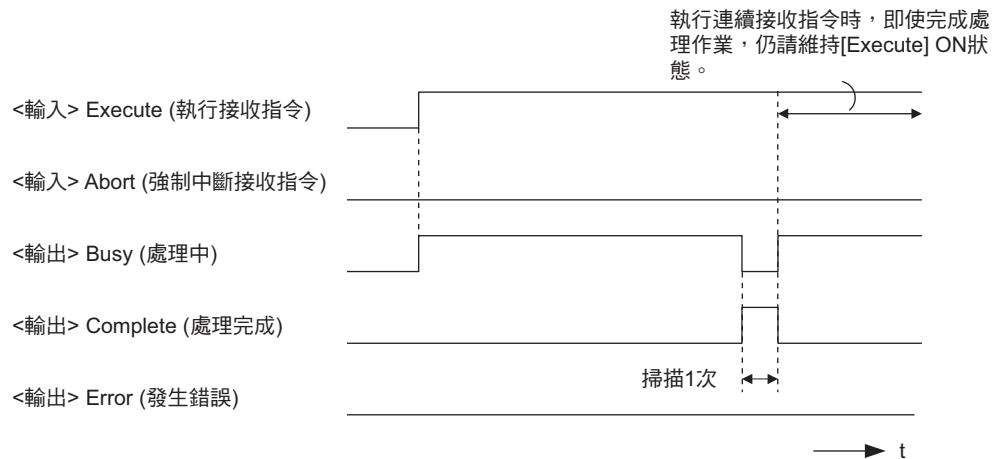 執行連續接收指令時，即使完成處
理作業，仍請維持[Execute] ON狀
態。
<輸入> Execute (執行接收指令)
<輸入> Abort (強制中斷接收指令)
<輸出> Busy (處理中)
<輸出> Complete (處理完成)
掃描1次
<輸出> Error (發生錯誤)
t